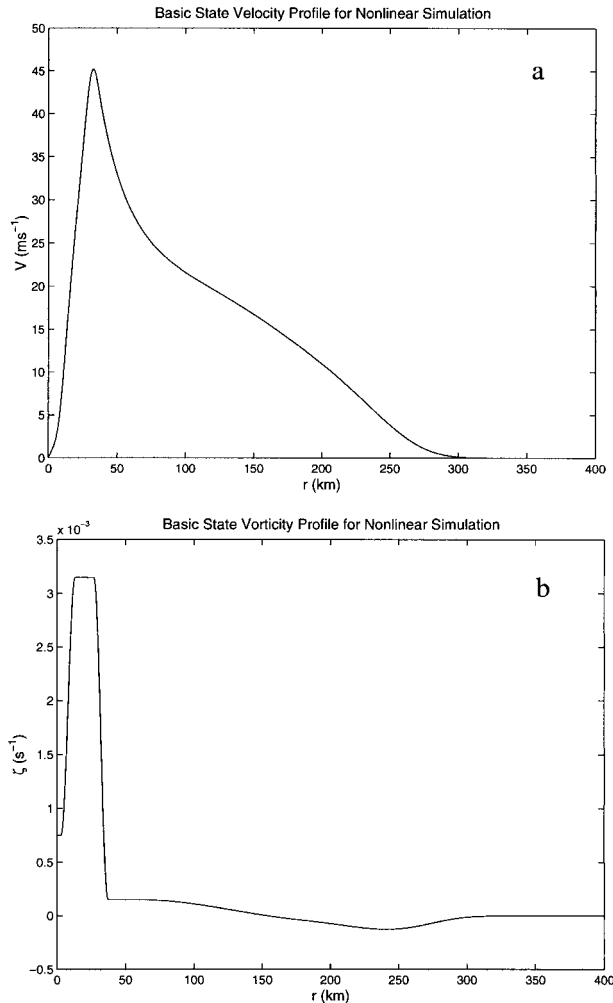 Basic State Velocity Profile for Nonlinear Simulation
50
45
40
35
30
25
20
15
10
5
0
V (ms⁻¹)
a
0 50 100 150 200 250 300 350 400
r (km)
x 10⁻³
Basic State Vorticity Profile for Nonlinear Simulation
3.5
3
2.5
2
1.5
1
0.5
0
-0.5
ζ (s⁻¹)
b
0 50 100 150 200 250 300 350 400
r (km)